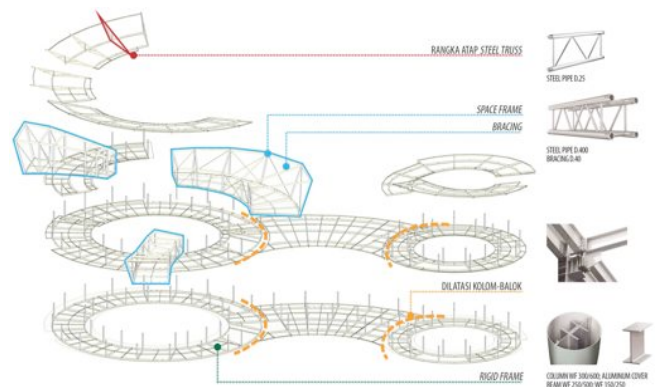 RANGKA ATAP STEEL TRUSS
STEEL PIPE D.25
SPACE FRAME
BRACING
STEEL PIPE D.400
BRACING D.40
DILATASI KOLOM-BALOK
RIGID FRAME
COLUMN WF 300/600; ALUMINUM COVER
BEAM WF 250/500; WF 150/250